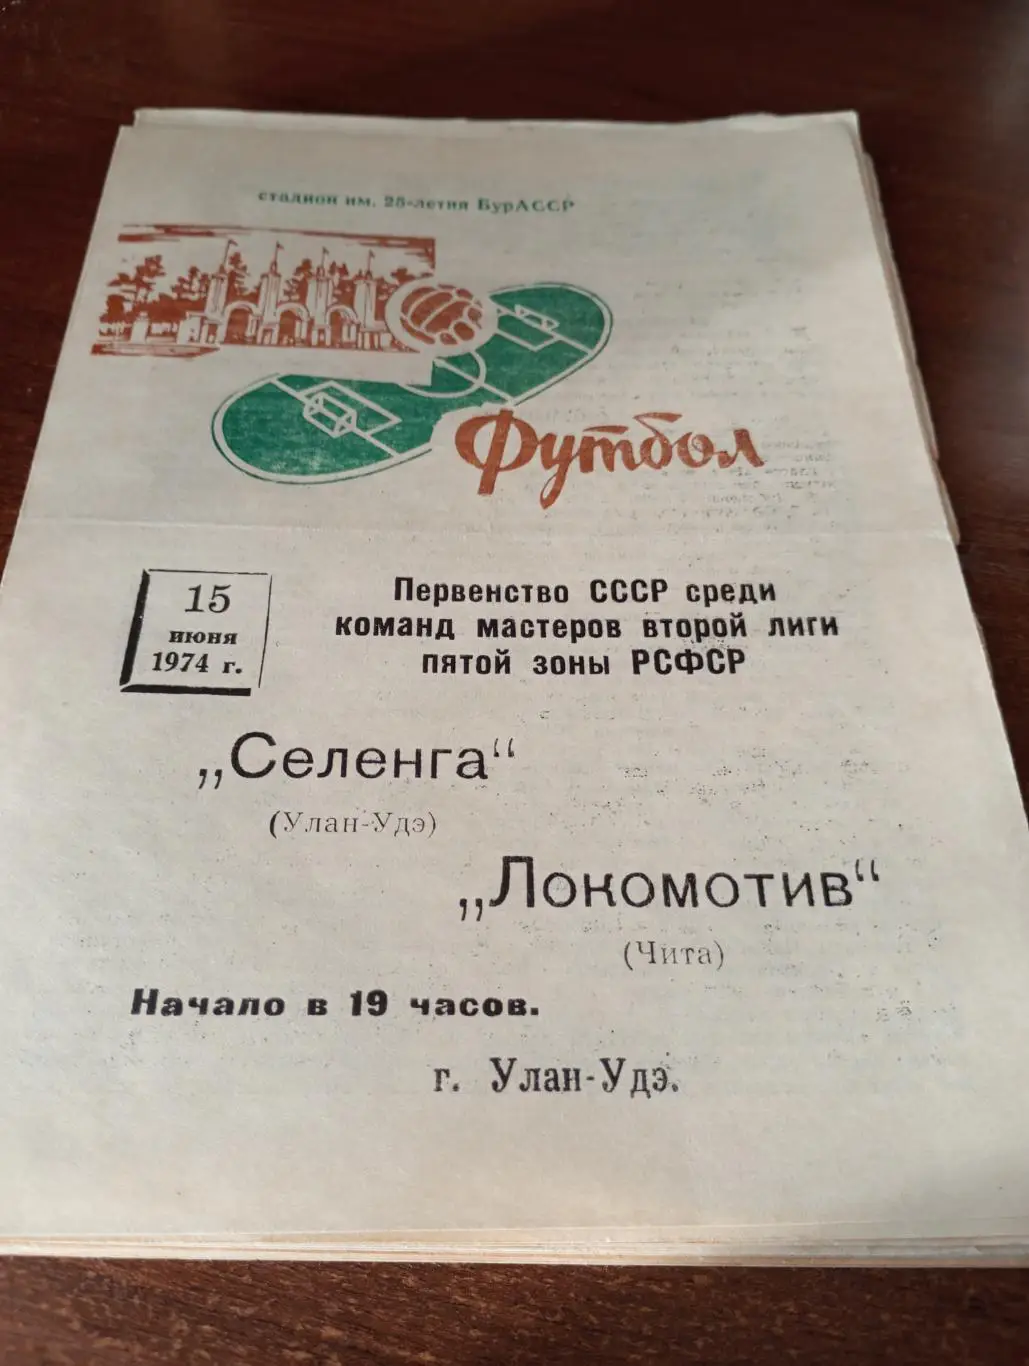 стадион им. 25-летия БурАССР
Футбол
15
июня
1974 г.
Первенство СССР среди
команд мастеров второй лиги
пятой зоны РСФСР
„Селенга“
(Улан-Удэ)
„Локомотив“
(Чита)
Начало в 19 часов.
г. Улан-Удэ.